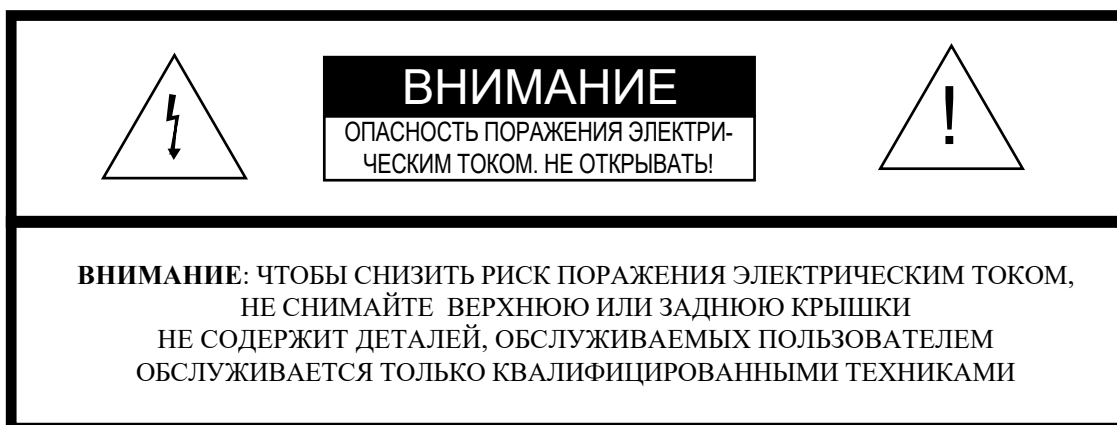 ВНИМАНИЕ
ОПАСНОСТЬ ПОРАЖЕНИЯ ЭЛЕКТРИ-
ЧЕСКИМ ТОКОМ. НЕ ОТКРЫВАТЬ!
!
ВНИМАНИЕ: ЧТОБЫ СНИЗИТЬ РИСК ПОРАЖЕНИЯ ЭЛЕКТРИЧЕСКИМ ТОКОМ,
НЕ СНИМАЙТЕ ВЕРХНЮЮ ИЛИ ЗАДНЮЮ КРЫШКИ
НЕ СОДЕРЖИТ ДЕТАЛЕЙ, ОБСЛУЖИВАЕМЫХ ПОЛЬЗОВАТЕЛЕМ
ОБСЛУЖИВАЕТСЯ ТОЛЬКО КВАЛИФИЦИРОВАННЫМИ ТЕХНИКАМИ